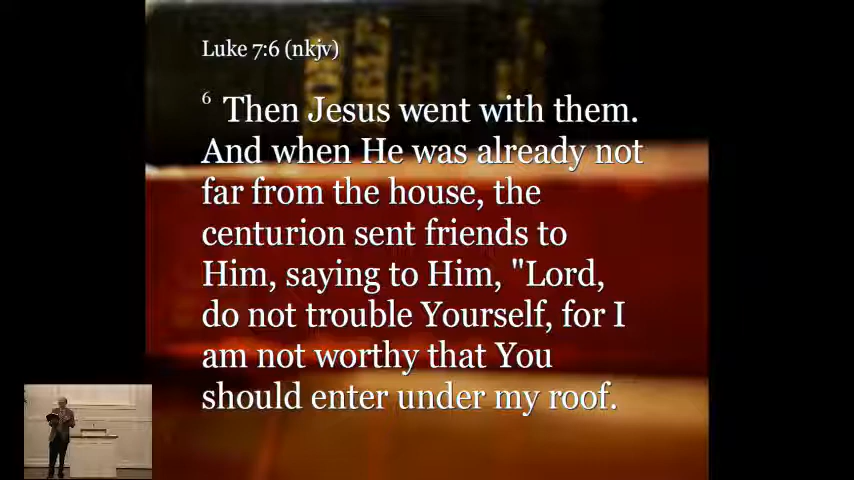 Luke 7:6 (nkjv)
6 Then Jesus went with them.
And when He was already not
far from the house, the
centurion sent friends to
Him, saying to Him, "Lord,
do not trouble Yourself, for I
am not worthy that You
should enter under my roof.